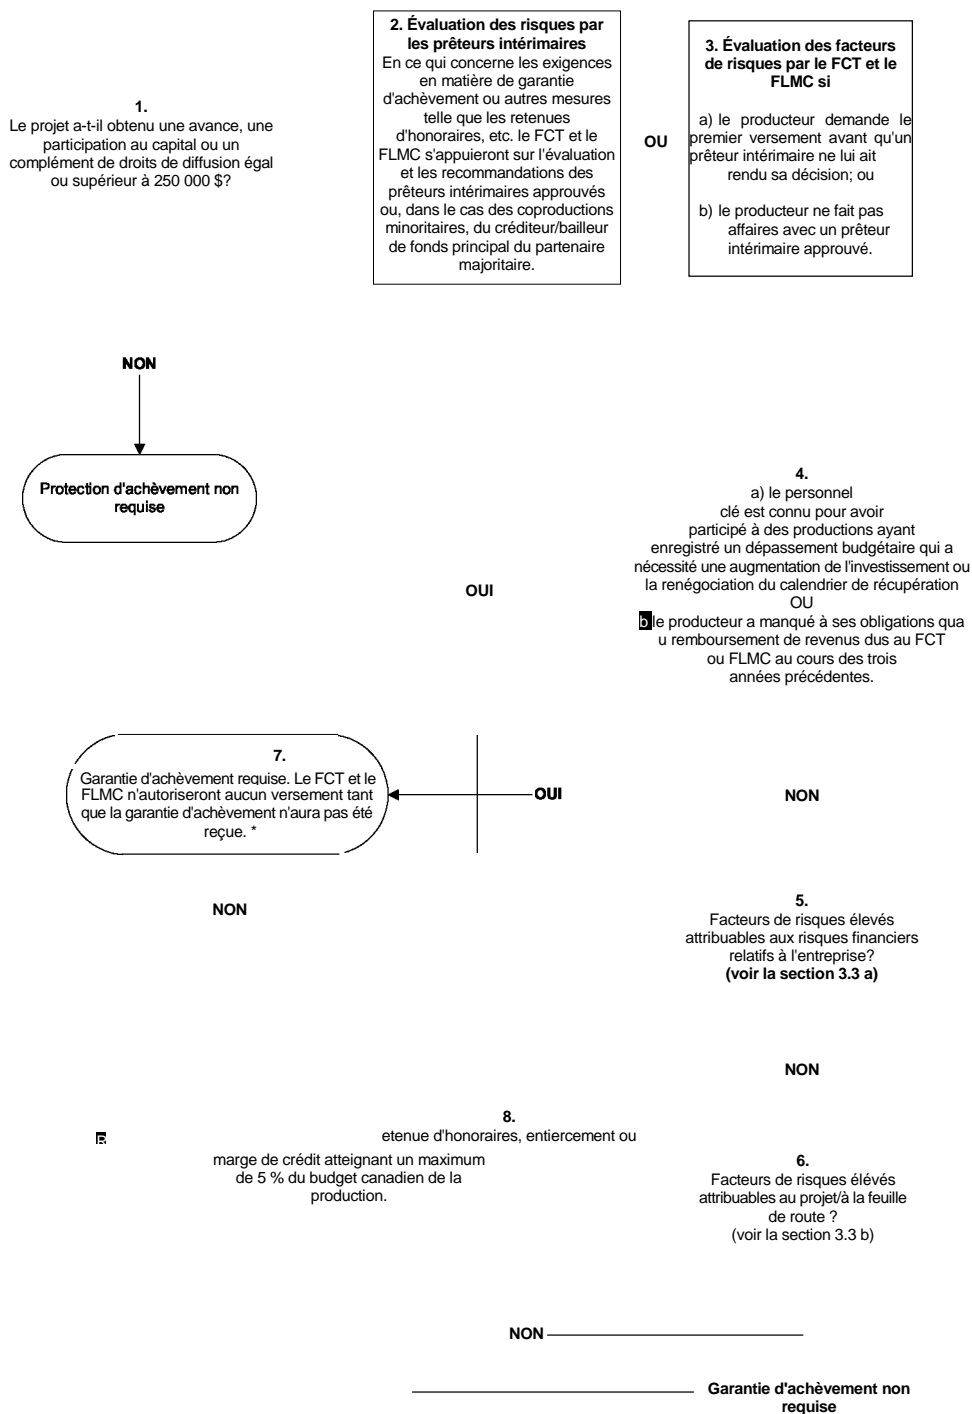 1.
Le projet a-t-il obtenu une avance, une
participation au capital ou un
complément de droits de diffusion égal
ou supérieur à 250 000 $?
2. Évaluation des risques par
les prêteurs intérimaires
En ce qui concerne les exigences
en matière de garantie
d'achèvement ou autres mesures
telle que les retenues
d'honoraires, etc. le FCT et le
FLMC s'appuieront sur l'évaluation
et les recommandations des
prêteurs intérimaires approuvés
ou, dans le cas des coproductions
minoritaires, du créditeur/bailleur
de fonds principal du partenaire
majoritaire.
OU
3. Évaluation des facteurs
de risques par le FCT et le
FLMC si
a) le producteur demande le
premier versement avant qu'un
prêteur intérimaire ne lui ait
rendu sa décision; ou
b) le producteur ne fait pas
affaires avec un prêteur
intérimaire approuvé.
NON
Protection d'achèvement non
requise
4.
a) le personnel
clé est connu pour avoir
participé à des productions ayant
enregistré un dépassement budgétaire qui a
nécessité une augmentation de l'investissement ou
la renégociation du calendrier de récupération
OU
b le producteur a manqué à ses obligations qua
u remboursement de revenus dus au FCT
ou FLMC au cours des trois
années précédentes.
OUI
7.
Garantie d'achèvement requise. Le FCT et le
FLMC n'autoriseront aucun versement tant
que la garantie d'achèvement n'aura pas été
reçue. *
OUI
NON
NON
5.
Facteurs de risques élevés
attribuables aux risques financiers
relatifs à l'entreprise?
(voir la section 3.3 a)
NON
8.
R etenue d'honoraires, entiercement ou
marge de crédit atteignant un maximum
de 5 % du budget canadien de la
production.
6.
Facteurs de risques élévés
attribuables au projet/à la feuille
de route ?
(voir la section 3.3 b)
NON
Garantie d'achèvement non
requise